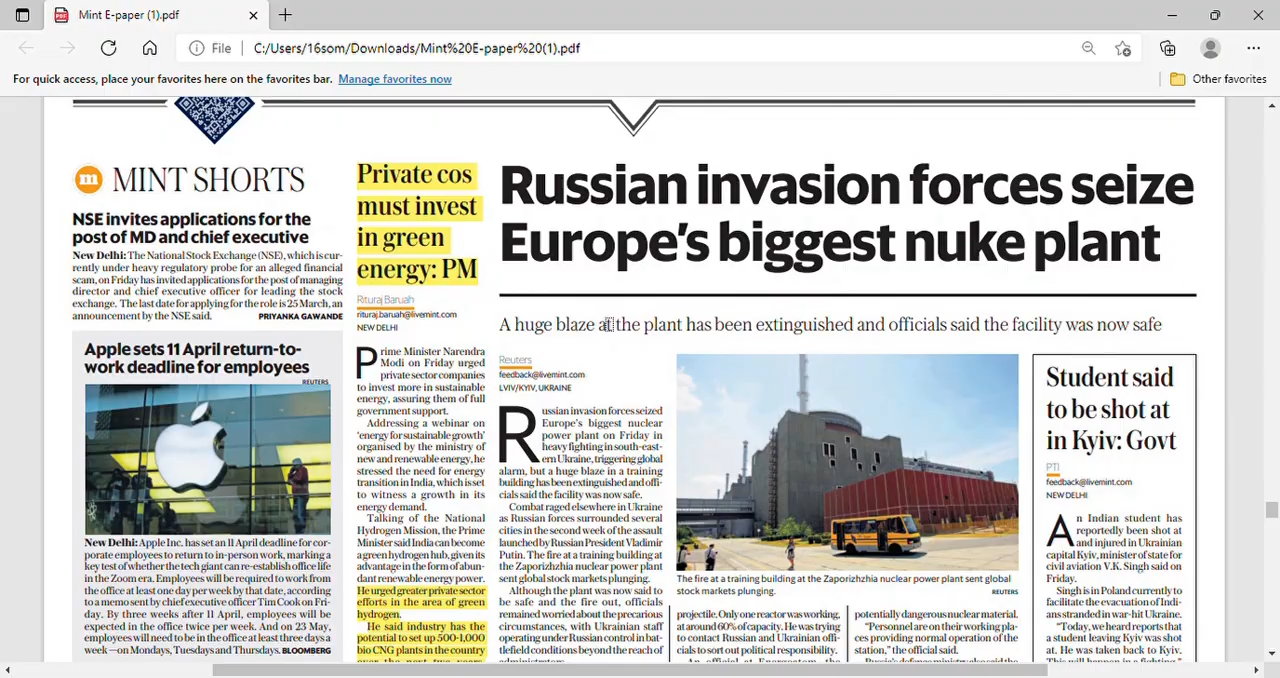 Mint E-paper (1).pdf
File
C:/Users/16som/Downloads/Mint%20E-paper%20(1).pdf
For quick access, place your favorites here on the favorites bar.
Manage favorites now
Other favorites
m MINT SHORTS
NSE invites applications for the
post of MD and chief executive
New Delhi: The National Stock Exchange (NSE), which is cur-
rently under heavy regulatory probe for an alleged financial
scam, on Friday has invited applications for the post of managing
director and chief executive officer for leading the stock
exchange. The last date for applying for the role is 25 March, an
announcement by the NSE said. PRIYANKA GAWANDE
Apple sets 11 April return-to-
work deadline for employees
REUTERS
New Delhi: Apple Inc. has set an 11 April deadline for cor-
porate employees to return to in-person work, marking a
key test of whether the tech giant can re-establish office life
in the Zoom era. Employees will be required to work from
the office at least one day per week by that date, according
to a memo sent by chief executive officer Tim Cook on Fri-
day. By three weeks after 11 April, employees will be
expected in the office twice per week. And on 23 May,
employees will need to be in the office at least three days a
week —on Mondays, Tuesdays and Thursdays. BLOOMBERG
Private cos
must invest
in green
energy: PM
Rituraj Baruah
rituraj.baruah@livemint.com
NEW DELHI
Prime Minister Narendra
Modi on Friday urged
private sector companies
to invest more in sustainable
energy, assuring them of full
government support.
Addressing a webinar on
'energy for sustainable growth'
organised by the ministry of
new and renewable energy, he
stressed the need for energy
transition in India, which is set
to witness a growth in its
energy demand.
Talking of the National
Hydrogen Mission, the Prime
Minister said India can become
a green hydrogen hub, given its
advantage in the form of abun-
dant renewable energy power.
He urged greater private sector
efforts in the area of green
hydrogen.
He said industry has the
potential to set up 500-1,000
bio CNG plants in the country
over the next two years
Russian invasion forces seize
Europe's biggest nuke plant
A huge blaze at the plant has been extinguished and officials said the facility was now safe
Reuters
feedback@livemint.com
LVIV/KYIV, UKRAINE
Russian invasion forces seized
Europe's biggest nuclear
power plant on Friday in
heavy fighting in south-east-
ern Ukraine, triggering global
alarm, but a huge blaze in a training
building has been extinguished and offi-
cials said the facility was now safe.
Combat raged elsewhere in Ukraine
as Russian forces surrounded several
cities in the second week of the assault
launched by Russian President Vladimir
Putin. The fire at a training building at
the Zaporizhzhia nuclear power plant
sent global stock markets plunging.
Although the plant was now said to
be safe and the fire out, officials
remained worried about the precarious
circumstances, with Ukrainian staff
operating under Russian control in bat-
tlefield conditions beyond the reach of
administrators.
The fire at a training building at the Zaporizhzhia nuclear power plant sent global
stock markets plunging. REUTERS
projectile. Only one reactor was working,
at around 60% of capacity. He was trying
to contact Russian and Ukrainian offi-
cials to sort out political responsibility.
An official at Energoatom, the
potentially dangerous nuclear material.
"Personnel are on their working pla-
ces providing normal operation of the
station," the official said.
Russia's defence ministry also said the
Student said
to be shot at
in Kyiv: Govt
PTI
feedback@livemint.com
NEW DELHI
An Indian student has
reportedly been shot at
and injured in Ukrainian
capital Kyiv, minister of state for
civil aviation V.K. Singh said on
Friday.
Singh is in Poland currently to
facilitate the evacuation of Indi-
ans stranded in war-hit Ukraine.
"Today, we heard reports that
a student leaving Kyiv was shot
at. He was taken back to Kyiv.
This will happen in a fighting,"